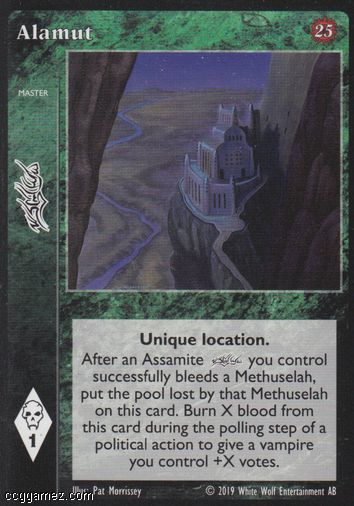 Alamut
25
MASTER
Unique location.
After an Assamite you control
successfully bleeds a Methuselah,
put the pool lost by that Methuselah
on this card. Burn X blood from
this card during the polling step of a
political action to give a vampire
you control +X votes.
1
Illus: Pat Morrissey © 2019 White Wolf Entertainment AB
ccggamez.com